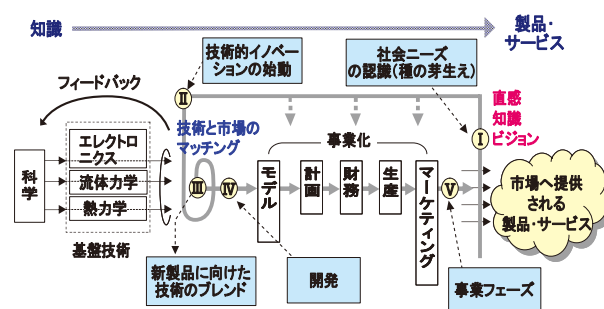 知識
製品・
サービス
技術的イノベー
ションの始動
社会ニーズ
の認識(種の芽生え)
フィードバック
Ⅱ
技術と市場の
マッチング
事業化
直感
知識
ビジョン
Ⅰ
科学
エレクトロ
ニクス
流体力学
熱力学
基盤技術
Ⅲ
Ⅳ
モデル
計画
財務
生産
マーケティング
Ⅴ
市場へ提供
される
製品・サービス
新製品に向けた
技術のブレンド
開発
事業フェーズ